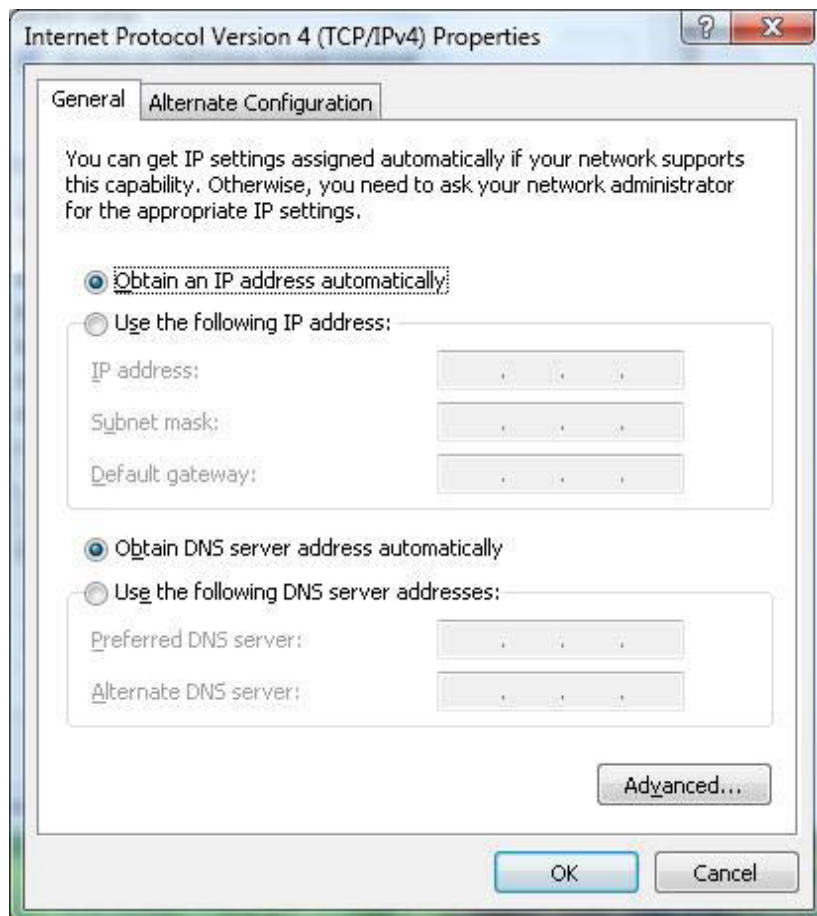 Internet Protocol Version 4 (TCP/IPv4) Properties
?
X
General
Alternate Configuration
You can get IP settings assigned automatically if your network supports
this capability. Otherwise, you need to ask your network administrator
for the appropriate IP settings.
Obtain an IP address automatically
Use the following IP address:
IP address:
. . .
Subnet mask:
. . .
Default gateway:
. . .
Obtain DNS server address automatically
Use the following DNS server addresses:
Preferred DNS server:
. . .
Alternate DNS server:
. . .
Advanced...
OK
Cancel